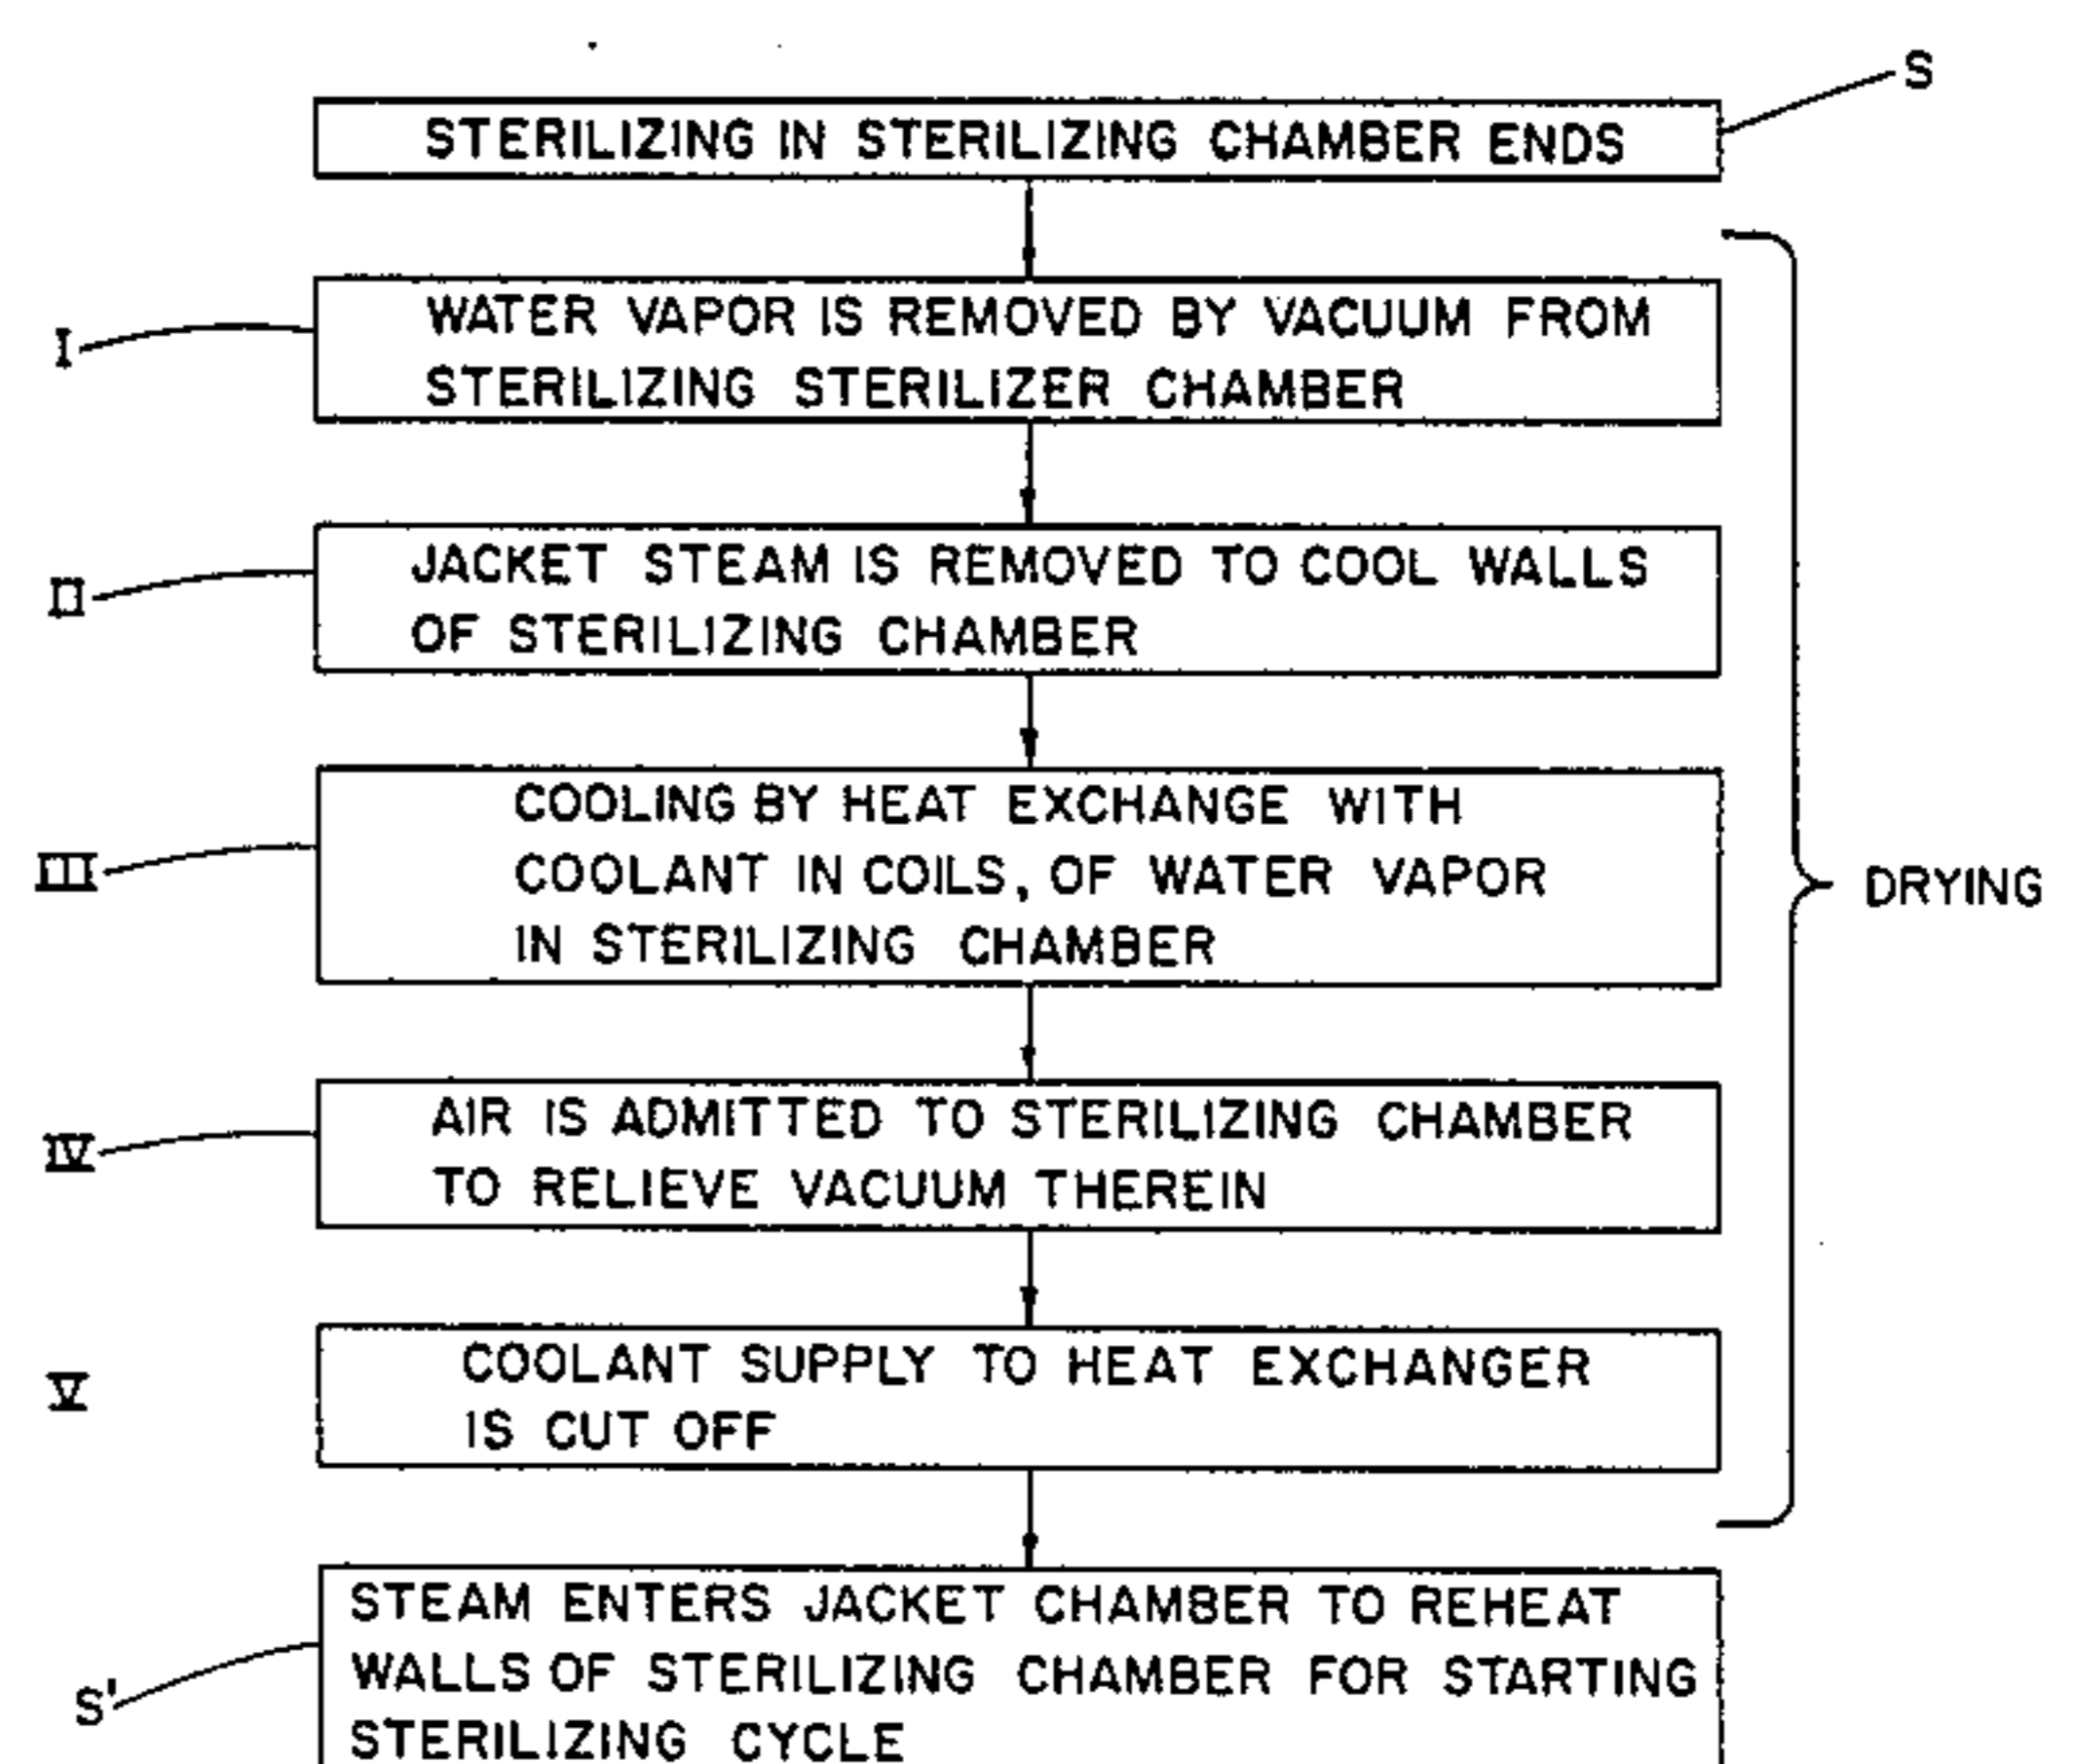 S
STERILIZING IN STERILIZING CHAMBER ENDS
I
WATER VAPOR IS REMOVED BY VACUUM FROM
STERILIZING STERILIZER CHAMBER
II
JACKET STEAM IS REMOVED TO COOL WALLS
OF STERILIZING CHAMBER
III
COOLING BY HEAT EXCHANGE WITH
COOLANT IN COILS, OF WATER VAPOR
IN STERILIZING CHAMBER
DRYING
IV
AIR IS ADMITTED TO STERILIZING CHAMBER
TO RELIEVE VACUUM THEREIN
V
COOLANT SUPPLY TO HEAT EXCHANGER
IS CUT OFF
S'
STEAM ENTERS JACKET CHAMBER TO REHEAT
WALLS OF STERILIZING CHAMBER FOR STARTING
STERILIZING CYCLE